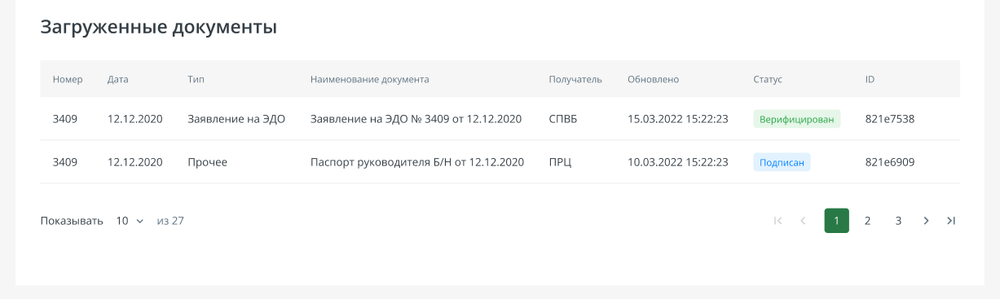 Загруженные документы
Номер Дата Тип Наименование документа Получатель Обновлено Статус ID
3409 12.12.2020 Заявление на ЭДО Заявление на ЭДО № 3409 от 12.12.2020 СПВБ 15.03.2022 15:22:23 Верифицирован 821e7538
3409 12.12.2020 Прочее Паспорт руководителя Б/Н от 12.12.2020 ПРЦ 10.03.2022 15:22:23 Подписан 821e6909
Показывать 10 из 27 1 2 3